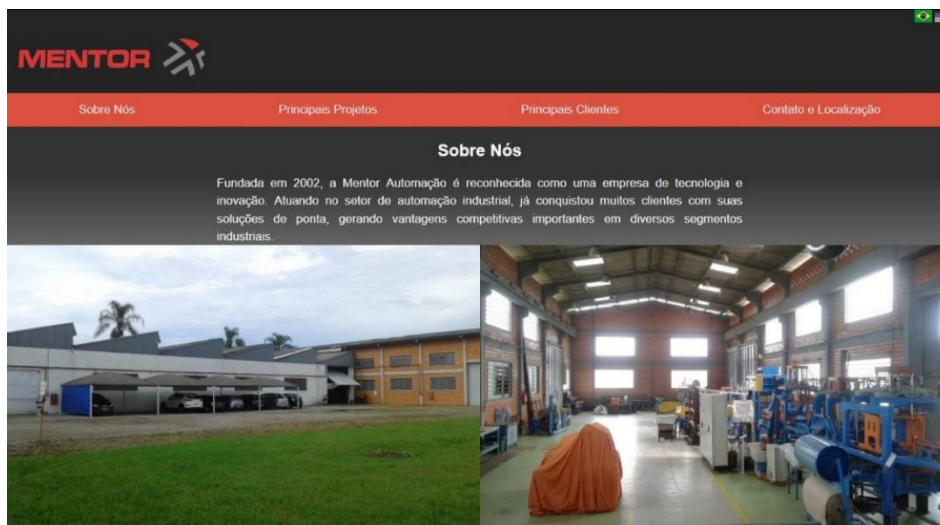 MENTOR
Sobre Nós
Principais Projetos
Principais Clientes
Contato e Localização
Sobre Nós
Fundada em 2002, a Mentor Automação é reconhecida como uma empresa de tecnologia e
inovação. Atuando no setor de automação industrial, já conquistou muitos clientes com suas
soluções de ponta, gerando vantagens competitivas importantes em diversos segmentos
industriais.